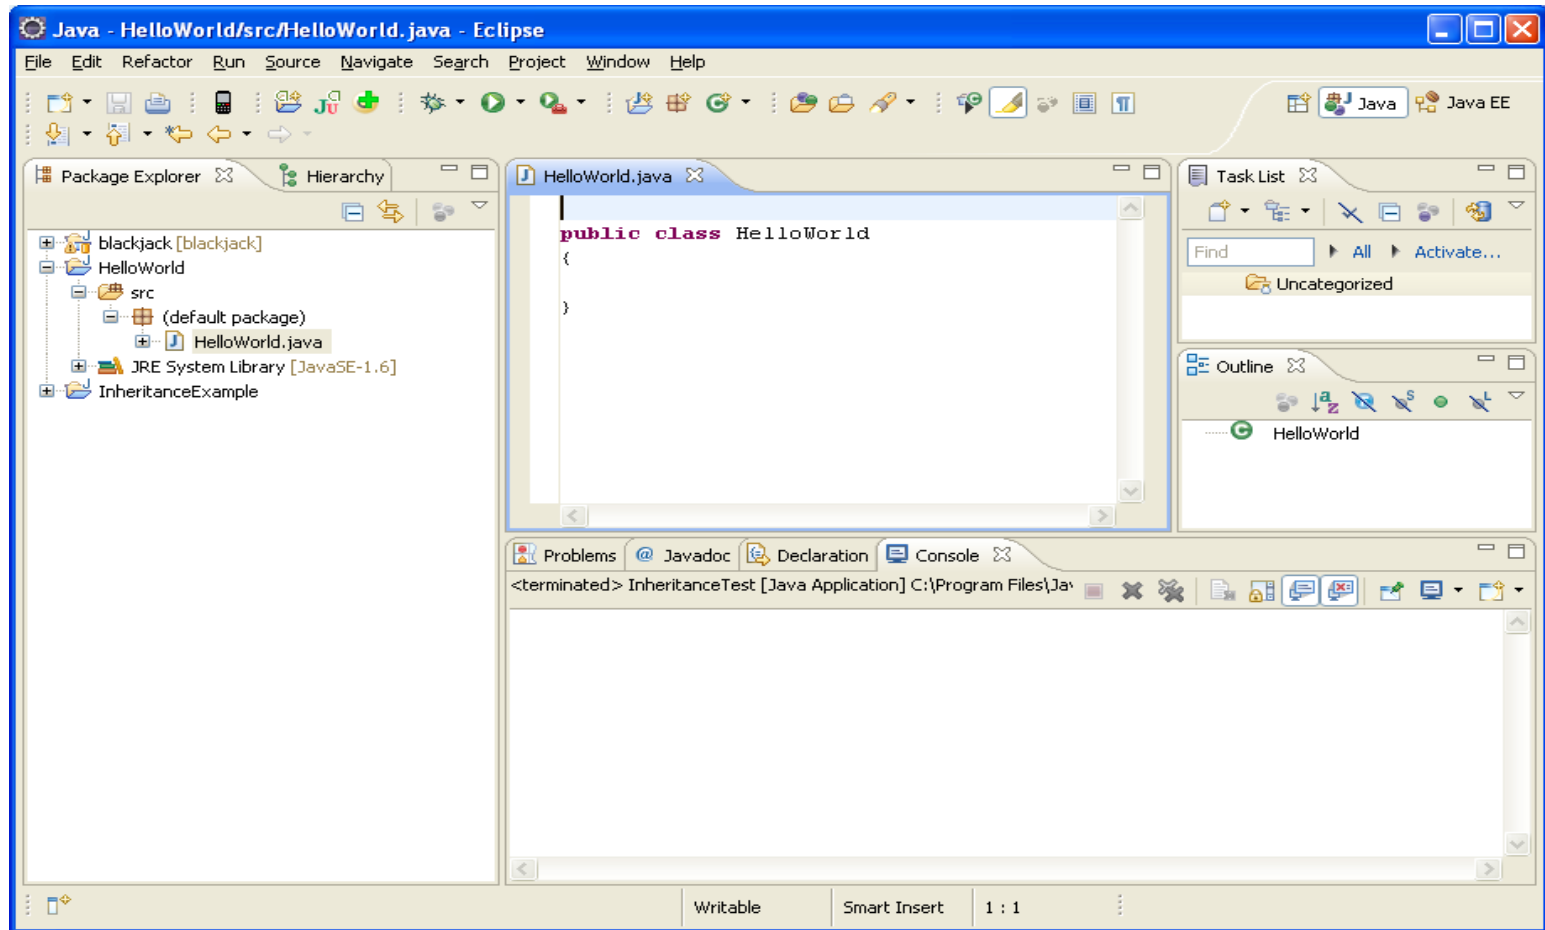 Java - HelloWorld/src/HelloWorld.java - Eclipse
File Edit Refactor Run Source Navigate Search Project Window Help
Java Java EE
Package Explorer Hierarchy
blackjack [blackjack]
HelloWorld
src
(default package)
HelloWorld.java
JRE System Library [JavaSE-1.6]
InheritanceExample
HelloWorld.java
public class HelloWorld
{
}
Task List
Find All Activate...
Uncategorized
Outline
HelloWorld
Problems @ Javadoc Declaration Console
<terminated> InheritanceTest [Java Application] C:\Program Files\Jav
Writable Smart Insert 1 : 1